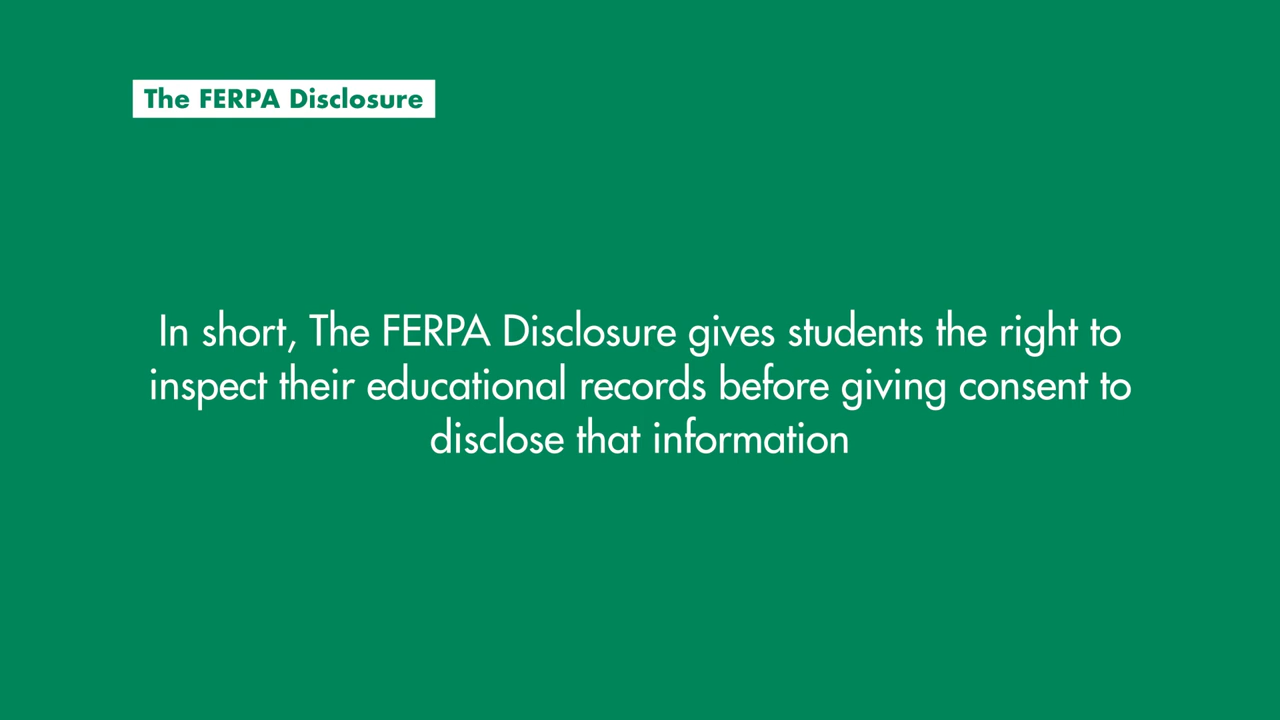 The FERPA Disclosure
In short, The FERPA Disclosure gives students the right to
inspect their educational records before giving consent to
disclose that information